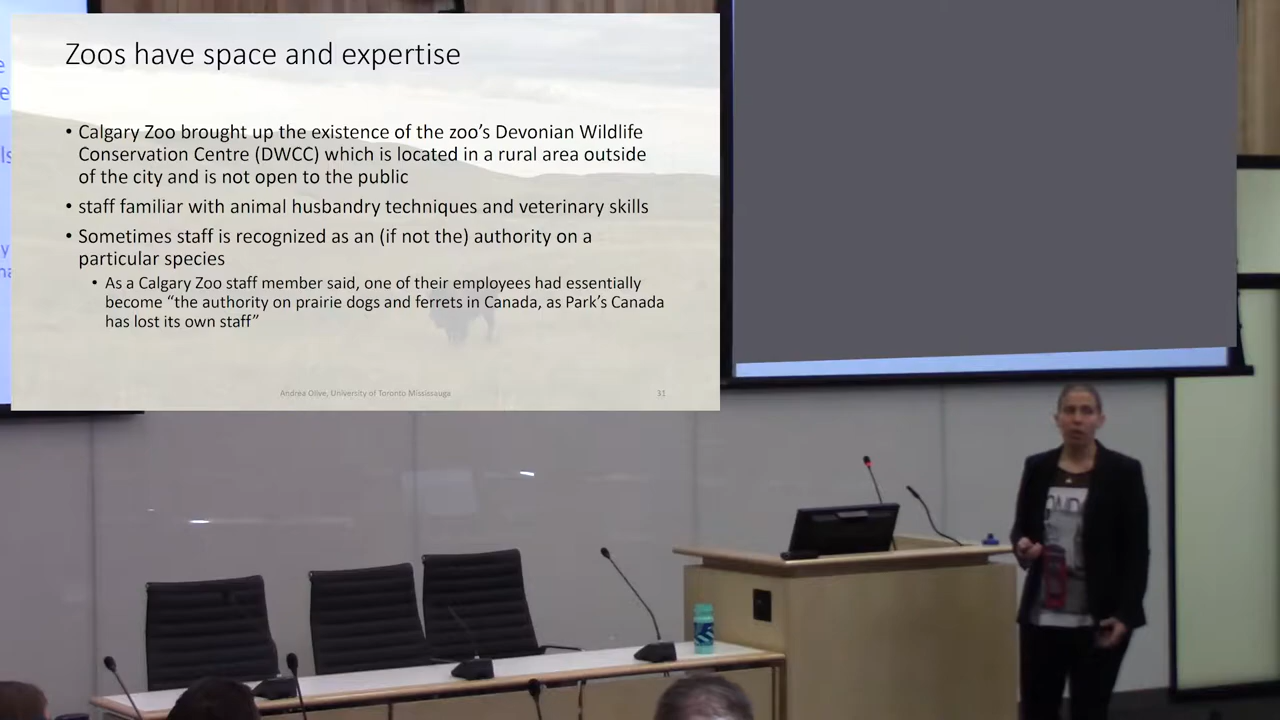 Zoos have space and expertise
• Calgary Zoo brought up the existence of the zoo’s Devonian Wildlife
Conservation Centre (DWCC) which is located in a rural area outside
of the city and is not open to the public
• staff familiar with animal husbandry techniques and veterinary skills
• Sometimes staff is recognized as an (if not the) authority on a
particular species
• As a Calgary Zoo staff member said, one of their employees had essentially
become “the authority on prairie dogs and ferrets in Canada, as Park’s Canada
has lost its own staff”
Andrea Olive, University of Toronto Mississauga
31